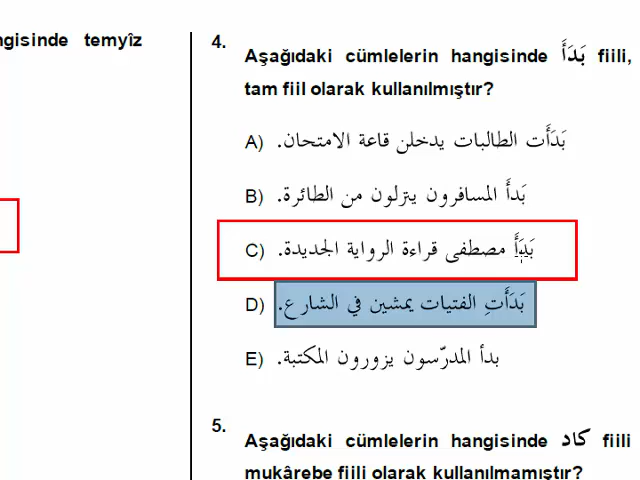 ngisinde temyîz
4. Aşağıdaki cümlelerin hangisinde بَدَأَ fiili,
tam fiil olarak kullanılmıştır?
A) بَدَأَت الطالبات يدخلن قاعة الامتحان.
B) بَدأَ المسافرون ينزلون من الطائرة.
C) بَدَأَ مصطفى قراءة الرواية الجديدة.
D) بَدَأَتِ الفتيات يمشين في الشارع.
E) بدأ المدرّسون يزورون المكتبة.
5. Aşağıdaki cümlelerin hangisinde كاد fiili
mukârebe fiili olarak kullanılmamıştır?